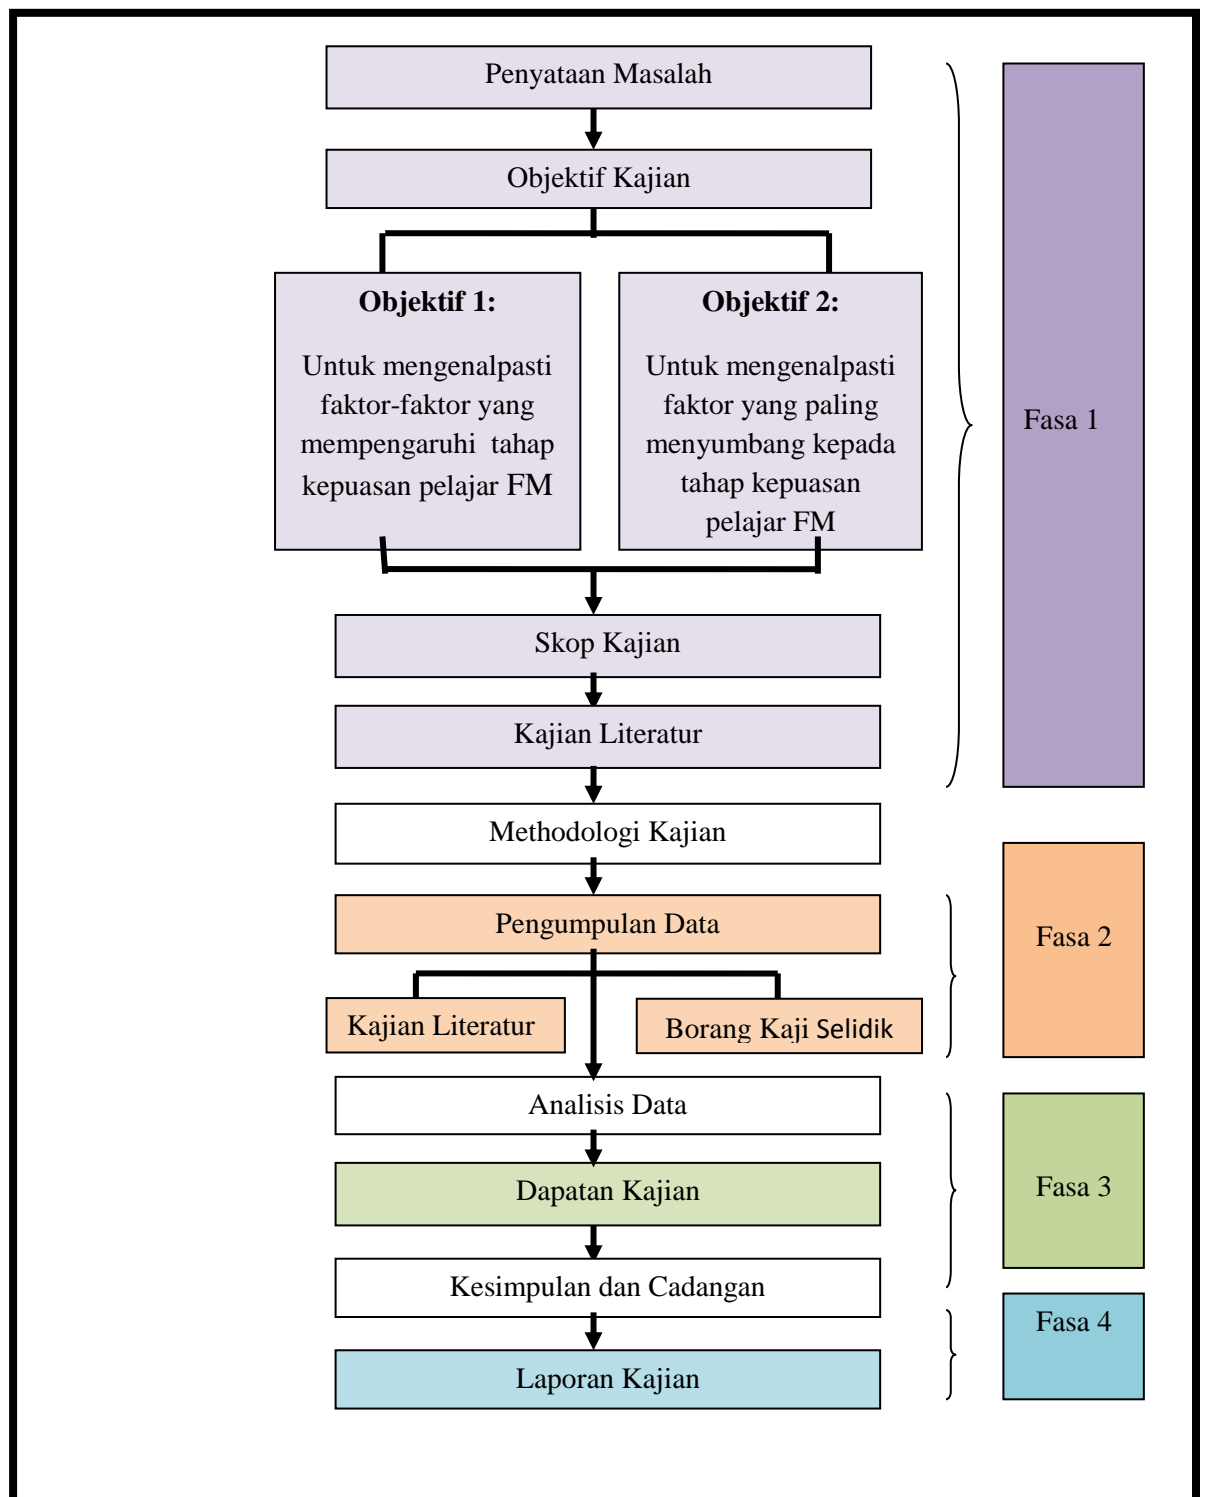 Penyataan Masalah
Objektif Kajian
Objektif 1:
Untuk mengenalpasti
faktor-faktor yang
mempengaruhi tahap
kepuasan pelajar FM
Objektif 2:
Untuk mengenalpasti
faktor yang paling
menyumbang kepada
tahap kepuasan
pelajar FM
Fasa 1
Skop Kajian
Kajian Literatur
Methodologi Kajian
Pengumpulan Data
Fasa 2
Kajian Literatur
Borang Kaji Selidik
Analisis Data
Dapatan Kajian
Fasa 3
Kesimpulan dan Cadangan
Fasa 4
Laporan Kajian